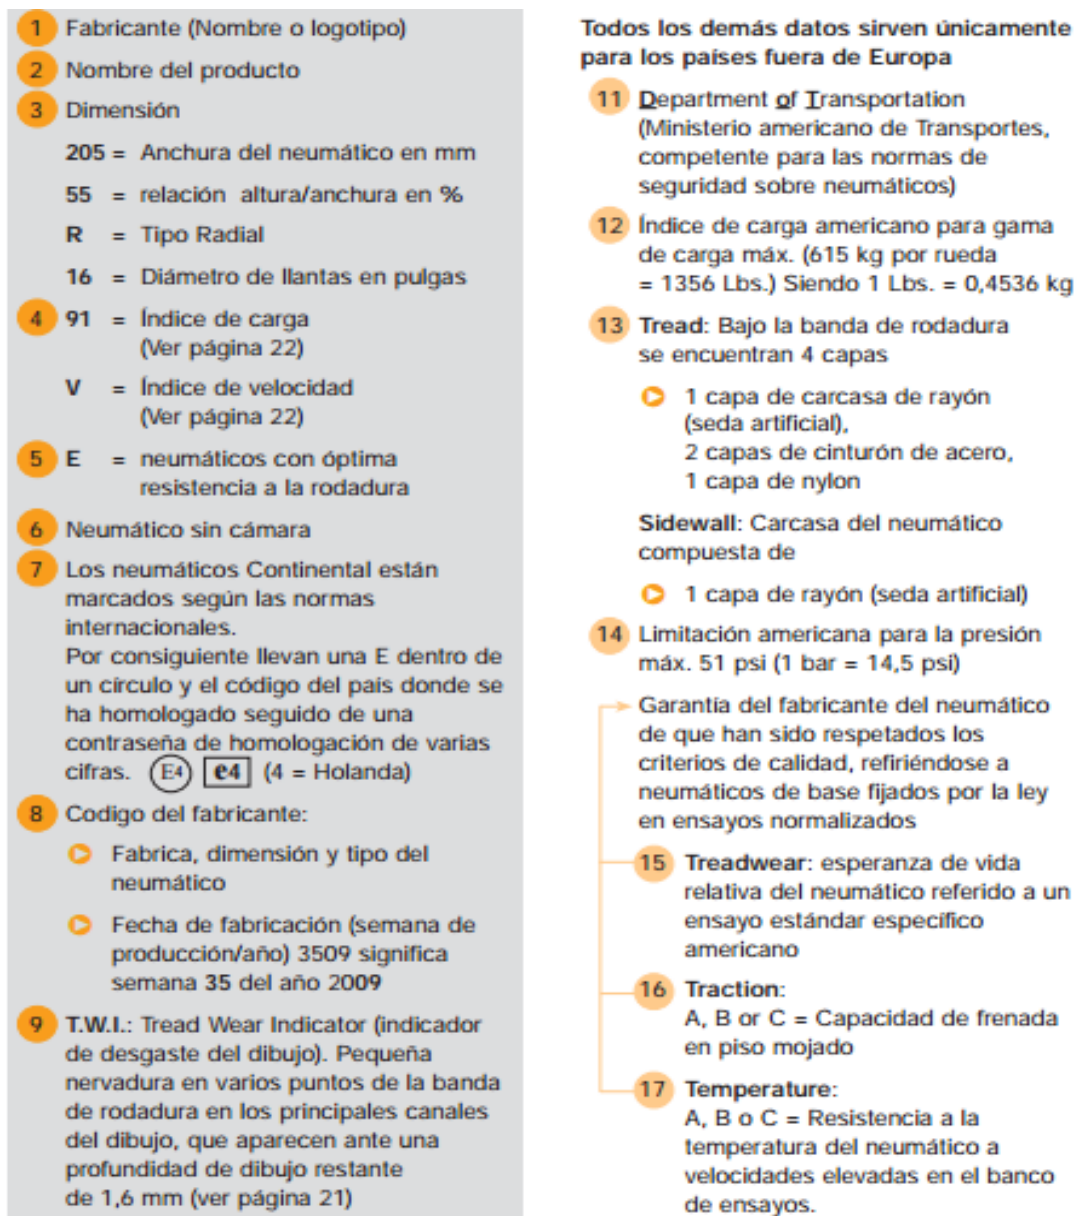 1 Fabricante (Nombre o logotipo)
2 Nombre del producto
3 Dimensión
205 = Anchura del neumático en mm
55 = relación altura/anchura en %
R = Tipo Radial
16 = Diámetro de llantas en pulgas
4 91 = Índice de carga
(Ver página 22)
V = Índice de velocidad
(Ver página 22)
5 E = neumáticos con óptima
resistencia a la rodadura
6 Neumático sin cámara
7 Los neumáticos Continental están
marcados según las normas
internacionales.
Por consiguiente llevan una E dentro de
un círculo y el código del país donde se
ha homologado seguido de una
contraseña de homologación de varias
cifras. E4 e4 (4 = Holanda)
8 Codigo del fabricante:
Fabrica, dimensión y tipo del
neumático
Fecha de fabricación (semana de
producción/año) 3509 significa
semana 35 del año 2009
9 T.W.I.: Tread Wear Indicator (indicador
de desgaste del dibujo). Pequeña
nervadura en varios puntos de la banda
de rodadura en los principales canales
del dibujo, que aparecen ante una
profundidad de dibujo restante
de 1,6 mm (ver página 21)
Todos los demás datos sirven únicamente
para los países fuera de Europa
11 Department of Transportation
(Ministerio americano de Transportes,
competente para las normas de
seguridad sobre neumáticos)
12 Índice de carga americano para gama
de carga máx. (615 kg por rueda
= 1356 Lbs.) Siendo 1 Lbs. = 0,4536 kg
13 Tread: Bajo la banda de rodadura
se encuentran 4 capas
1 capa de carcasa de rayón
(seda artificial),
2 capas de cinturón de acero,
1 capa de nylon
Sidewall: Carcasa del neumático
compuesta de
1 capa de rayón (seda artificial)
14 Limitación americana para la presión
máx. 51 psi (1 bar = 14,5 psi)
Garantía del fabricante del neumático
de que han sido respetados los
criterios de calidad, refiriéndose a
neumáticos de base fijados por la ley
en ensayos normalizados
15 Treadwear: esperanza de vida
relativa del neumático referido a un
ensayo estándar específico
americano
16 Traction:
A, B or C = Capacidad de frenada
en piso mojado
17 Temperature:
A, B o C = Resistencia a la
temperatura del neumático a
velocidades elevadas en el banco
de ensayos.